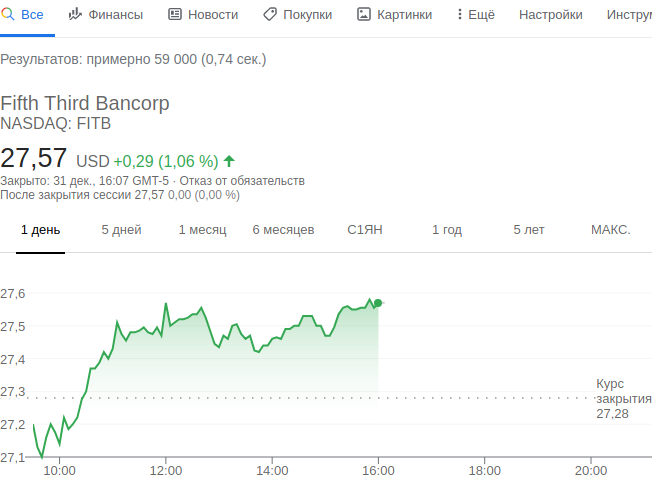 Все Финансы Новости Покупки Картинки Ещё Настройки Инструм
Результатов: примерно 59 000 (0,74 сек.)
Fifth Third Bancorp
NASDAQ: FITB
27,57 USD +0,29 (1,06 %)
Закрыто: 31 дек., 16:07 GMT-5 · Отказ от обязательств
После закрытия сессии 27,57 0,00 (0,00 %)
1 день 5 дней 1 месяц 6 месяцев С1ЯН 1 год 5 лет МАКС.
27,6
27,5
27,4
27,3
Курс
закрытия
27,28
27,2
27,1
10:00 12:00 14:00 16:00 18:00 20:00